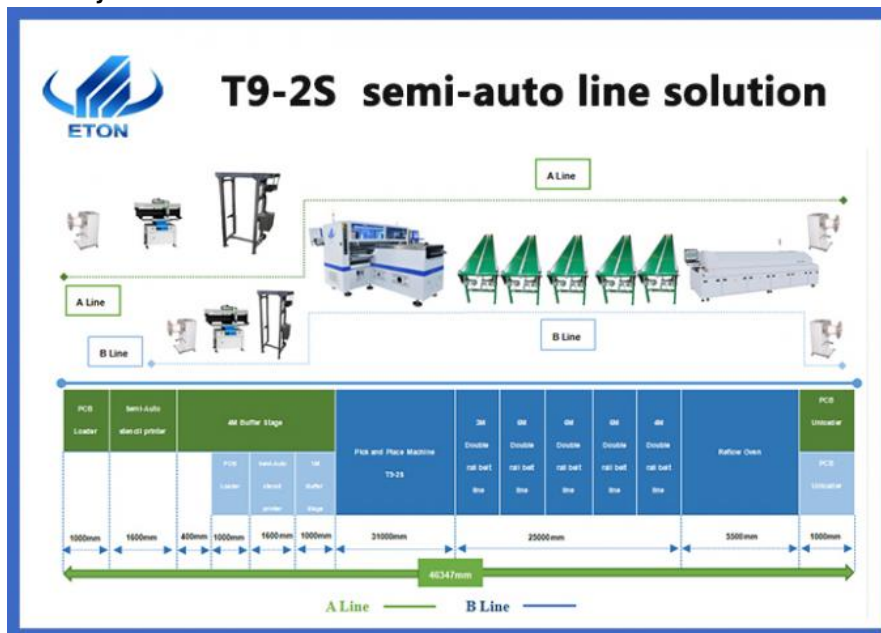 ETON
T9-2S semi-auto line solution
A Line
A Line
B Line
B Line
PCB
Loader
Semi-Auto
stencil printer
4M Buffer Stage
PCB
Loader
Semi-Auto
stencil
printer
1M
Buffer
Stage
Pick and Place Machine
T9-2S
3M
Double
rail belt
line
6M
Double
rail belt
line
6M
Double
rail belt
line
6M
Double
rail belt
line
4M
Double
rail belt
line
Reflow Oven
PCB
Unloader
PCB
Unloader
1000mm
1600mm
400mm
1000mm
1600mm
1000mm
31000mm
25000mm
5500mm
1000mm
46347mm
A Line
B Line